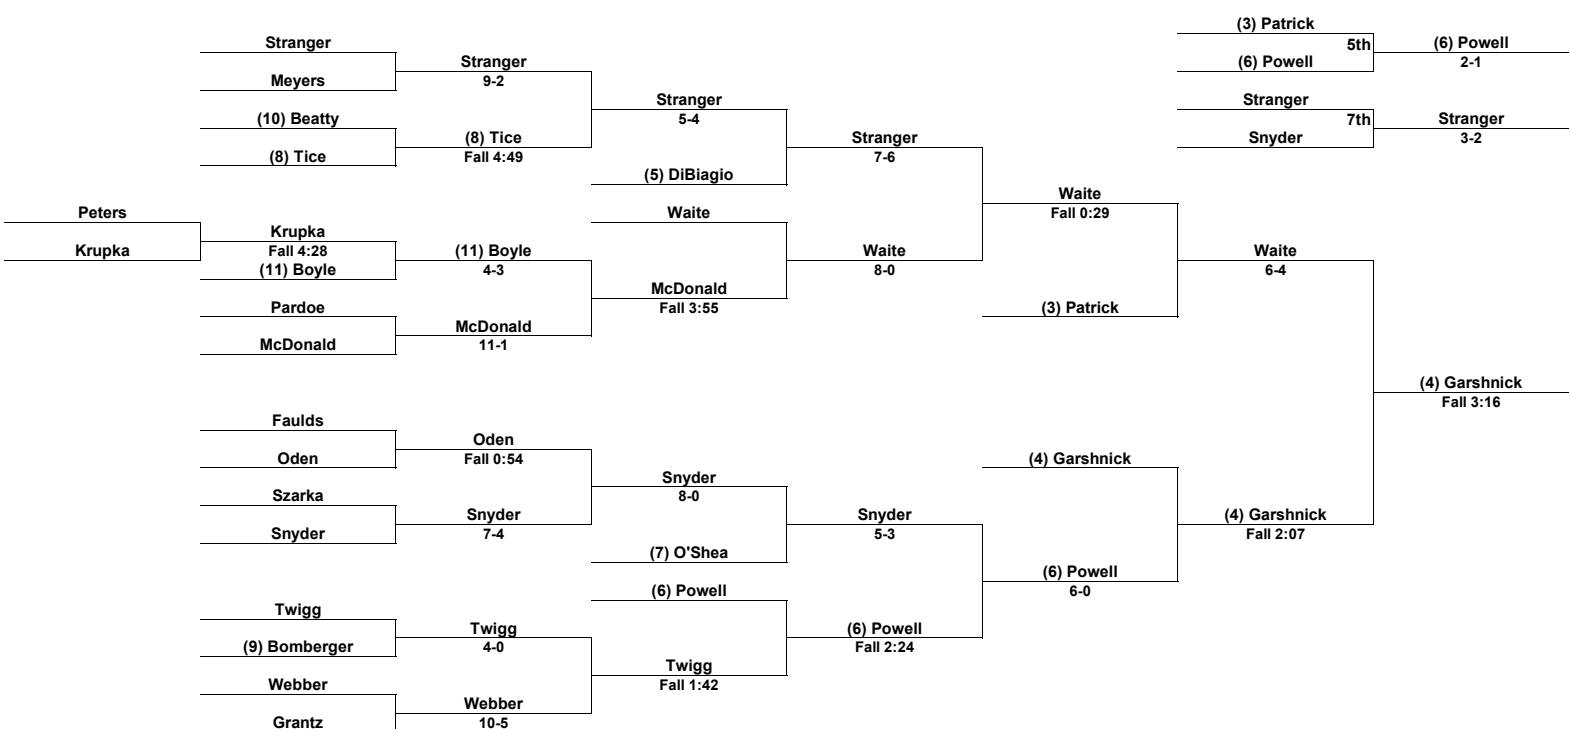 (3) Patrick
Stranger
5th
(6) Powell
Stranger
(6) Powell
2-1
Meyers
9-2
Stranger
Stranger
(10) Beatty
5-4
7th
Stranger
(8) Tice
Stranger
Snyder
3-2
(8) Tice
Fall 4:49
7-6
(5) DiBiagio
Waite
Peters
Waite
Fall 0:29
Krupka
Krupka
Fall 4:28
(11) Boyle
Waite
Waite
(11) Boyle
4-3
8-0
6-4
McDonald
Pardoe
Fall 3:55
(3) Patrick
McDonald
McDonald
11-1
(4) Garshnick
Fall 3:16
Faulds
Oden
Oden
Fall 0:54
(4) Garshnick
Snyder
Szarka
8-0
Snyder
Snyder
(4) Garshnick
Snyder
7-4
5-3
Fall 2:07
(7) O'Shea
(6) Powell
(6) Powell
6-0
Twigg
Twigg
(6) Powell
(9) Bomberger
4-0
Fall 2:24
Twigg
Webber
Fall 1:42
Webber
Grantz
10-5